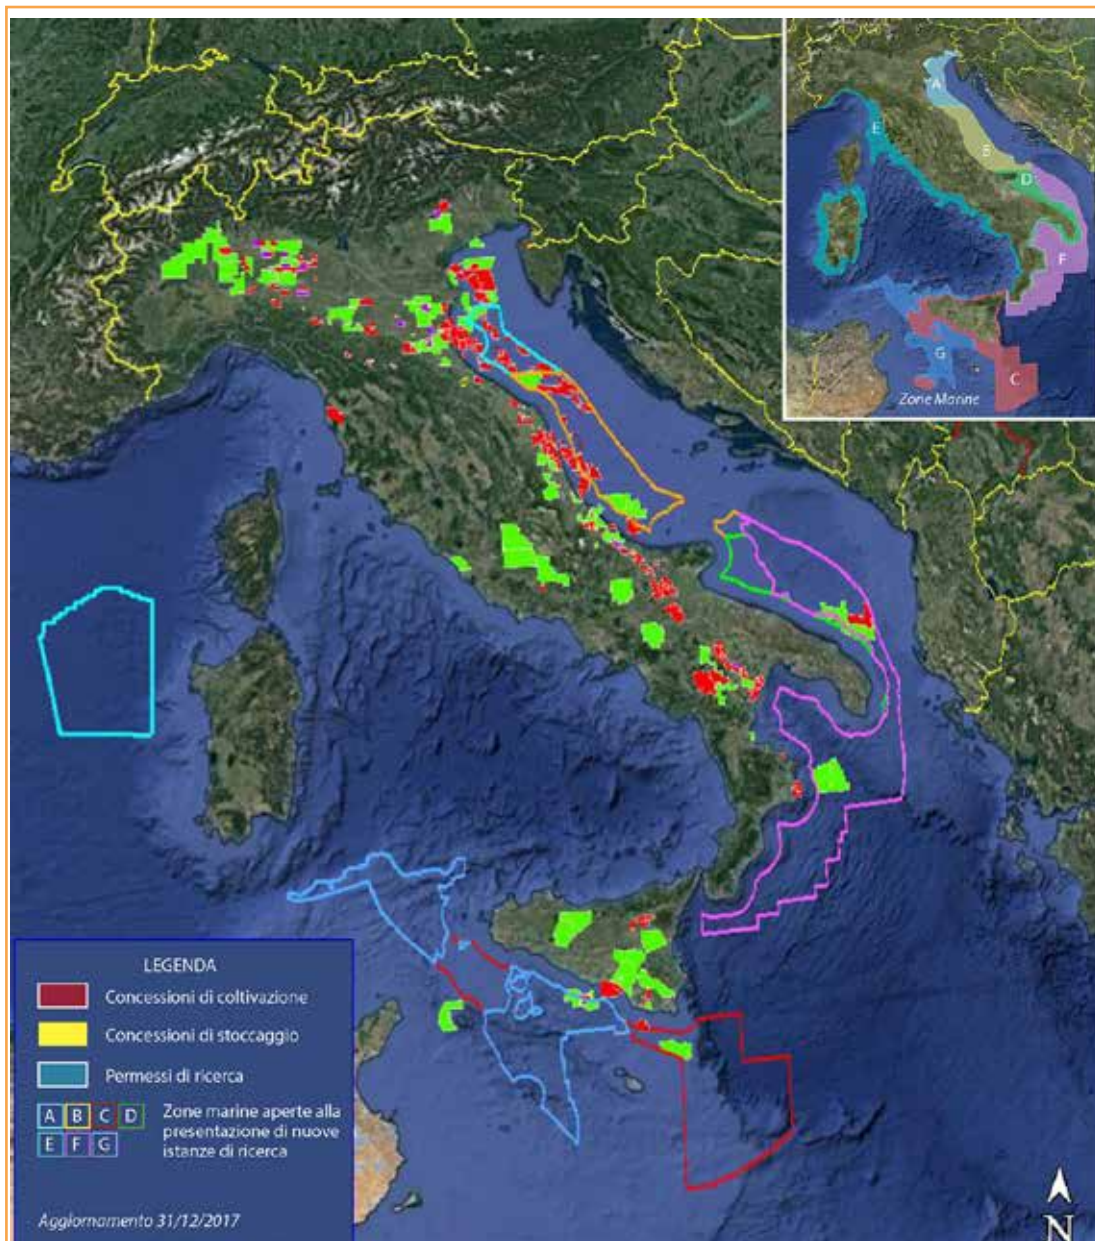 A
E
B
D
F
G
C
Zone Marine
LEGENDA
Concessioni di coltivazione
Concessioni di stoccaggio
Permessi di ricerca
A B C D
E F G
Zone marine aperte alla
presentazione di nuove
istanze di ricerca
Aggiornamento 31/12/2017
N